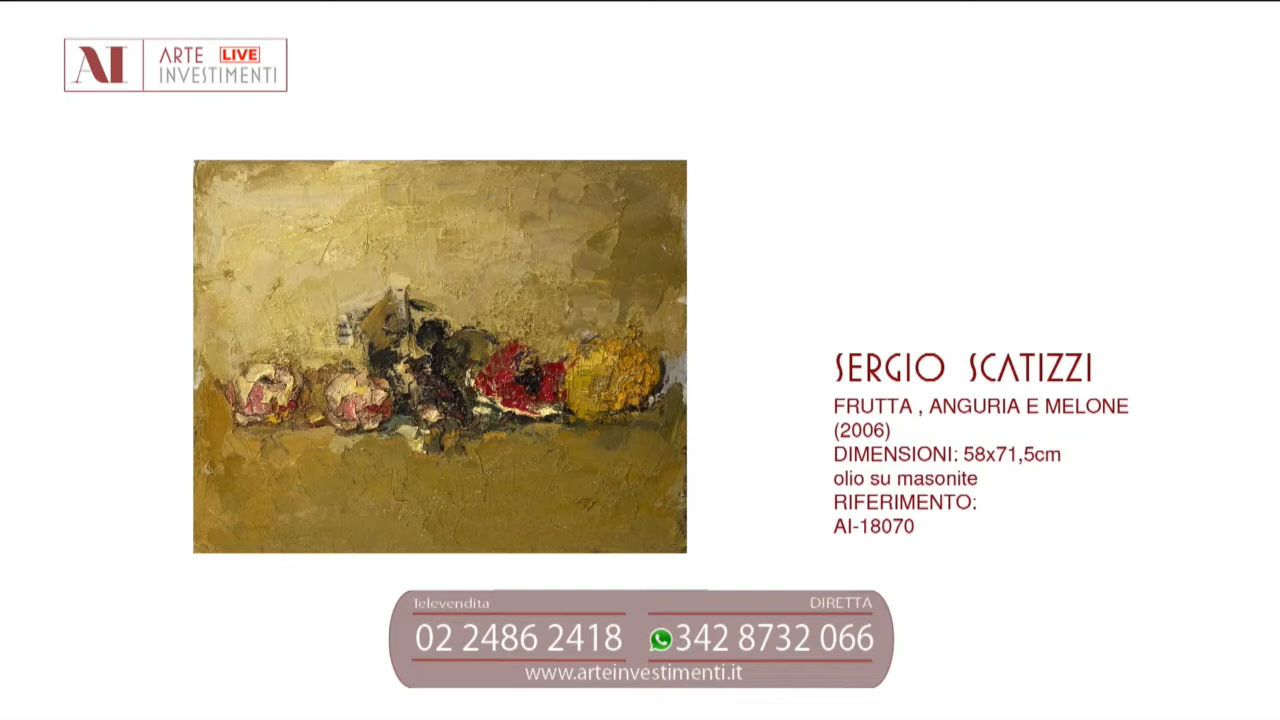 AI ARTE LIVE
INVESTIMENTI
SERGIO SCATIZZI
FRUTTA , ANGURIA E MELONE
(2006)
DIMENSIONI: 58x71,5cm
olio su masonite
RIFERIMENTO:
AI-18070
Televendita DIRETTA
02 2486 2418 342 8732 066
www.arteinvestimenti.it